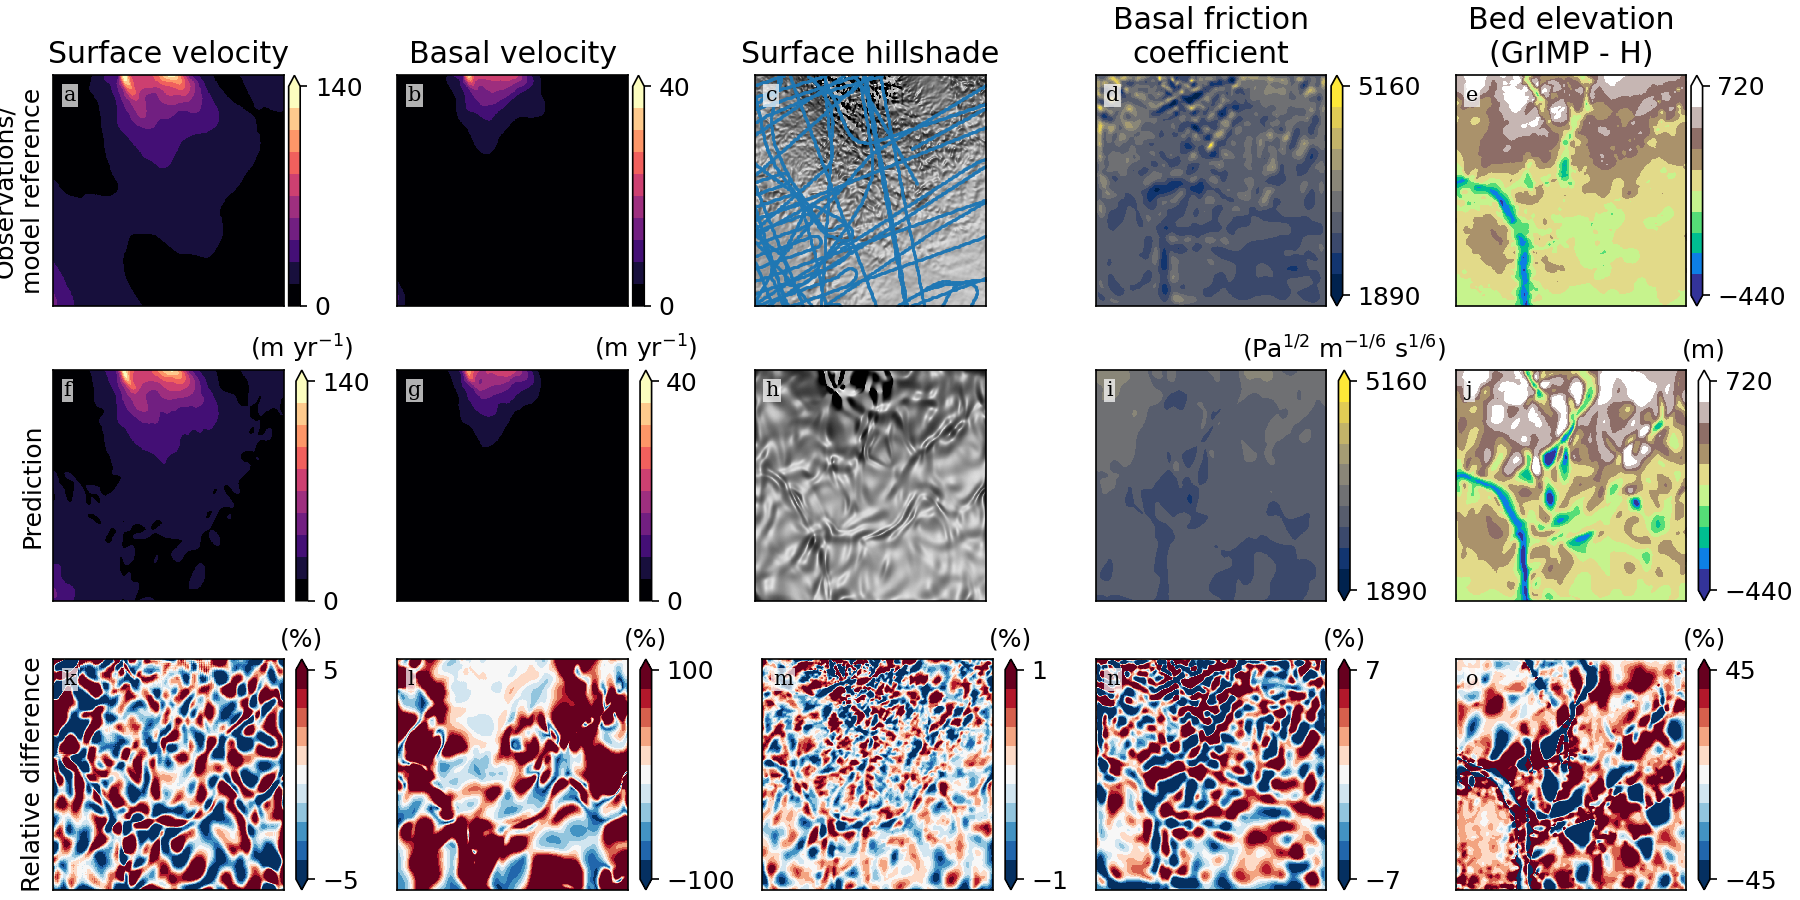 Surface velocity
Basal velocity
Surface hillshade
Basal friction
coefficient
Bed elevation
(GrIMP - H)
Observations/
model reference
a
140
0
b
40
0
c
d
5160
1890
e
720
−440
(m yr⁻¹)
(m yr⁻¹)
(Pa^1/2 m^−1/6 s^1/6)
(m)
Prediction
f
140
0
g
40
0
h
i
5160
1890
j
720
−440
(%)
(%)
(%)
(%)
(%)
Relative difference
k
5
−5
l
100
−100
m
1
−1
n
7
−7
o
45
−45